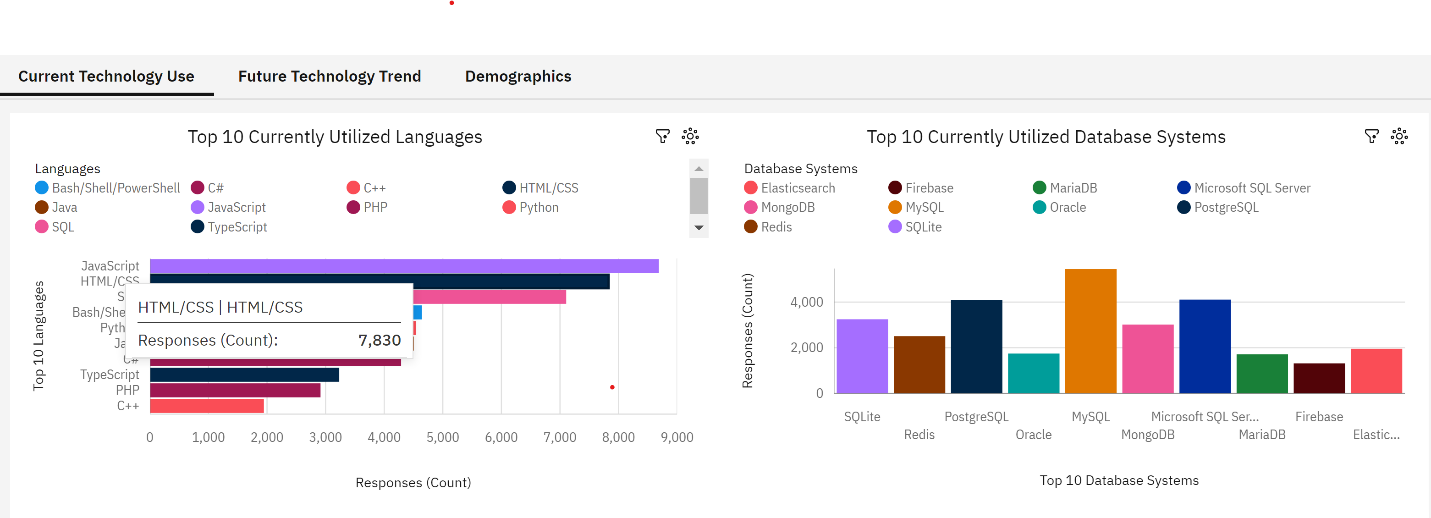 Current Technology Use Future Technology Trend Demographics
Top 10 Currently Utilized Languages
Languages
Bash/Shell/PowerShell C# C++ HTML/CSS
Java JavaScript PHP Python
SQL TypeScript
Top 10 Languages
JavaScript
HTML/CSS
S
Bash/She
Pyth
Ja
C#
TypeScript
PHP
C++
HTML/CSS | HTML/CSS
Responses (Count): 7,830
0 1,000 2,000 3,000 4,000 5,000 6,000 7,000 8,000 9,000
Responses (Count)
Top 10 Currently Utilized Database Systems
Database Systems
Elasticsearch Firebase MariaDB Microsoft SQL Server
MongoDB MySQL Oracle PostgreSQL
Redis SQLite
Responses (Count)
4,000
2,000
0
SQLite PostgreSQL MySQL Microsoft SQL Ser... Firebase
Redis Oracle MongoDB MariaDB Elastic...
Top 10 Database Systems